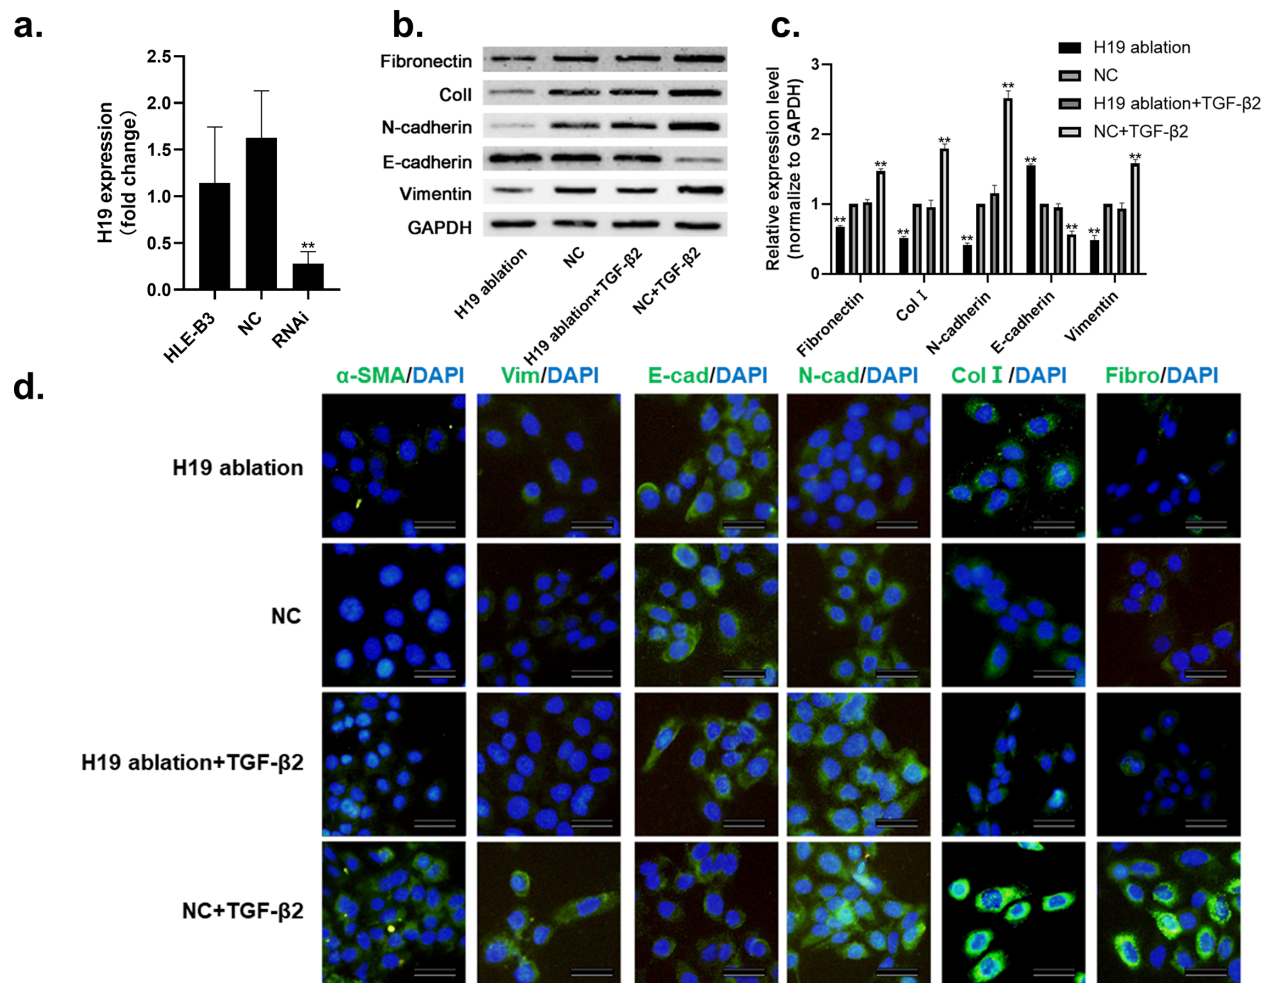 a.
2.5
2.0
1.5
1.0
0.5
0.0
H19 expression
(fold change)
**
HLE-B3
NC
RNAi
b.
Fibronectin
ColI
N-cadherin
E-cadherin
Vimentin
GAPDH
H19 ablation
NC
H19 ablation+TGF-β2
NC+TGF-β2
c.
H19 ablation
NC
H19 ablation+TGF-β2
NC+TGF-β2
3
2
1
0
Relative expression level
(normalize to GAPDH)
** ** ** ** ** ** ** ** ** **
Fibronectin
Col Ⅰ
N-cadherin
E-cadherin
Vimentin
d.
α-SMA/DAPI Vim/DAPI E-cad/DAPI N-cad/DAPI Col Ⅰ/DAPI Fibro/DAPI
H19 ablation
NC
H19 ablation+TGF-β2
NC+TGF-β2